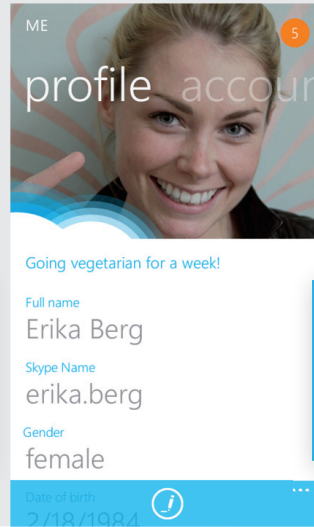 ME
5
profile accour
Going vegetarian for a week!
Full name
Erika Berg
Skype Name
erika.berg
Gender
female
Date of birth
2/18/1984